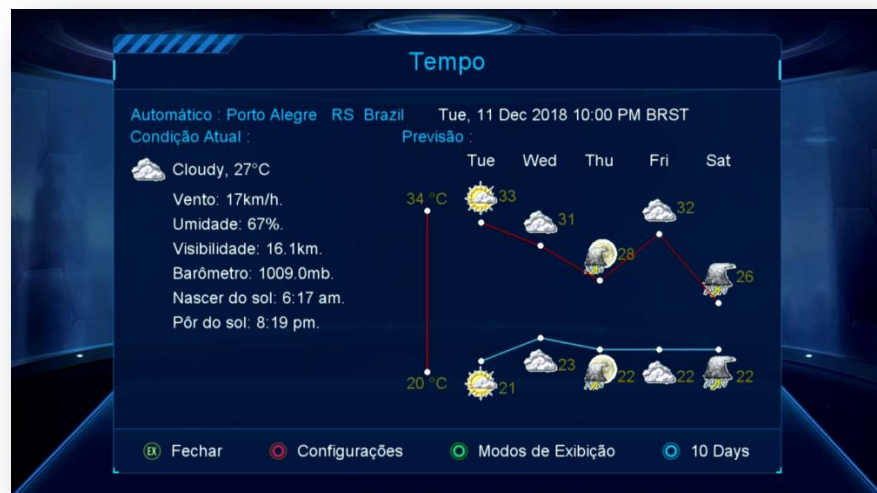 Tempo
Automático : Porto Alegre RS Brazil Tue, 11 Dec 2018 10:00 PM BRST
Condição Atual : Previsão :
Tue Wed Thu Fri Sat
Cloudy, 27°C
Vento: 17km/h.
Umidade: 67%.
Visibilidade: 16.1km.
Barômetro: 1009.0mb.
Nascer do sol: 6:17 am.
Pôr do sol: 8:19 pm.
34 °C 33 31 28 32 26
20 °C 21 23 22 22 22
EX Fechar Configurações Modos de Exibição 10 Days